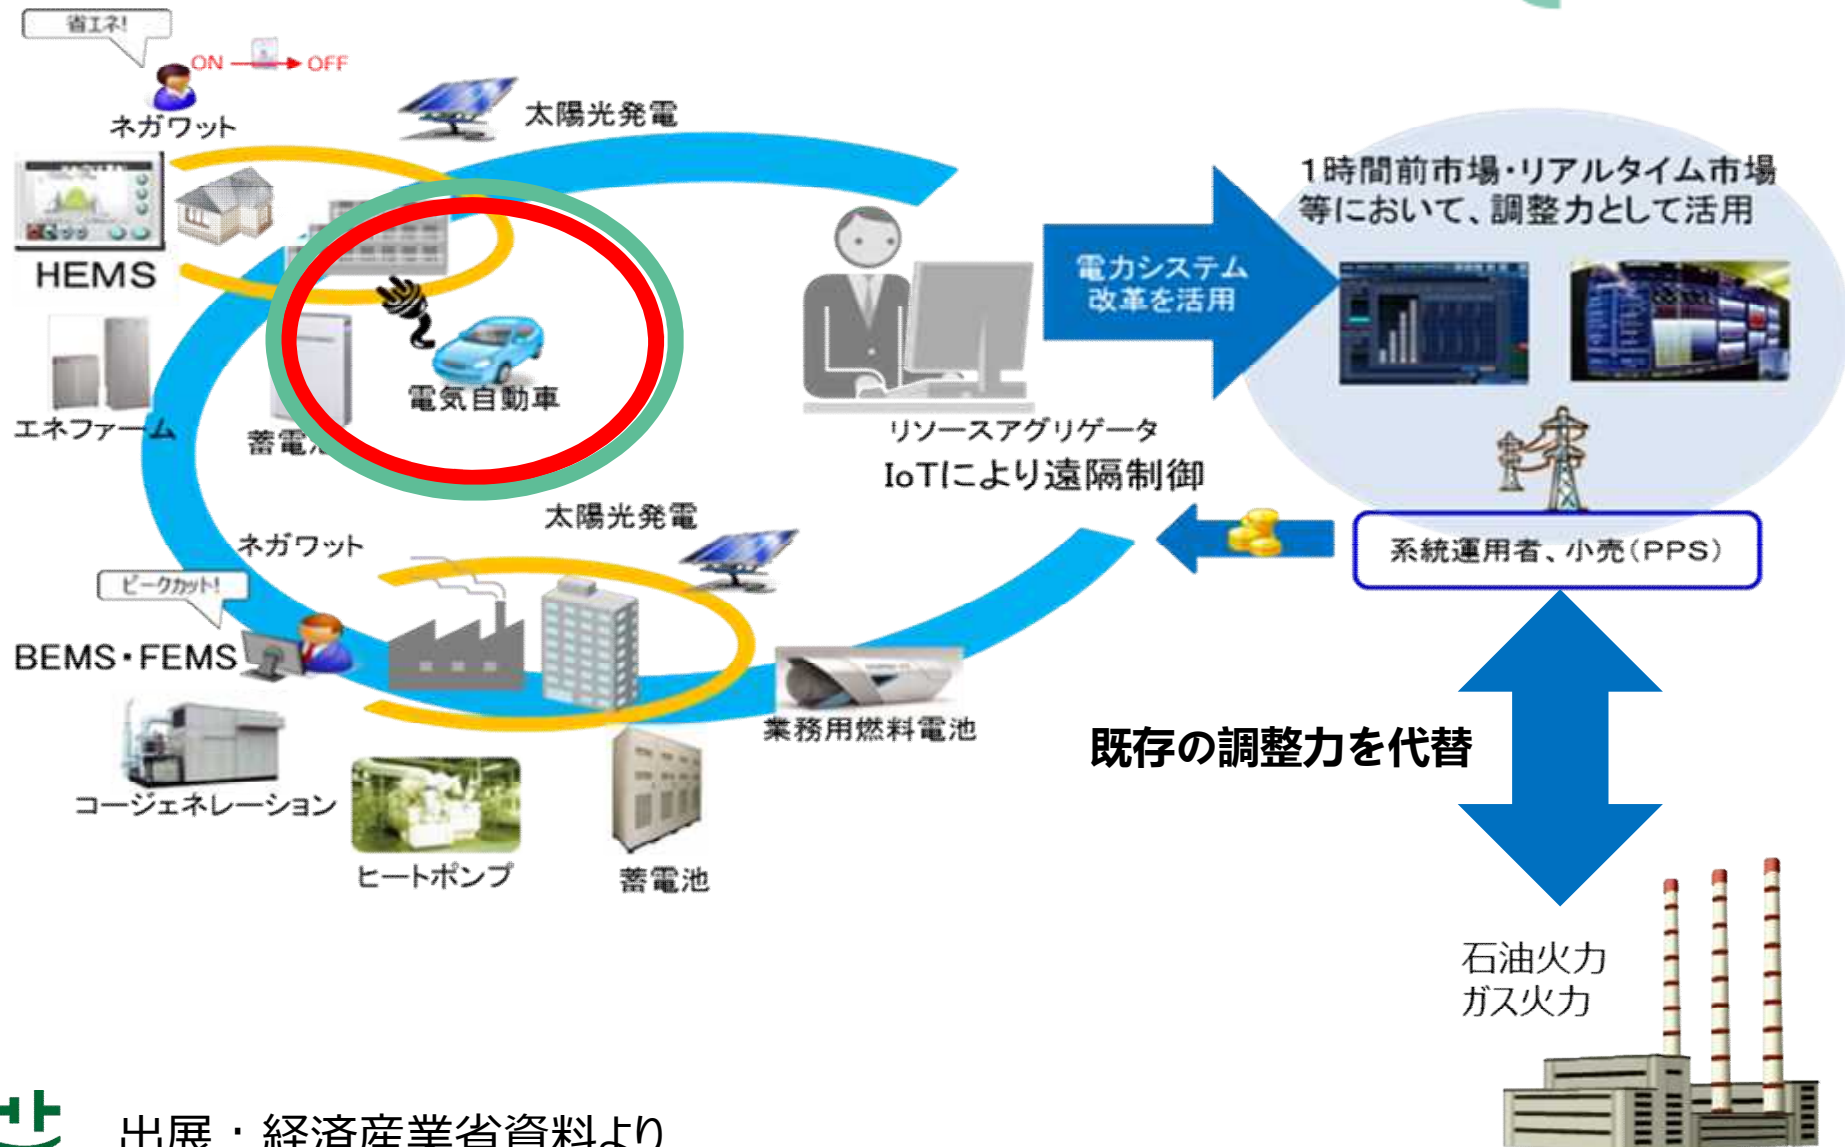 省エネ!
ON
OFF
ネガワット
太陽光発電
HEMS
エネファーム
電気自動車
蓄電
リソースアグリゲータ
IoTにより遠隔制御
電力システム
改革を活用
1時間前市場・リアルタイム市場
等において、調整力として活用
系統運用者、小売(PPS)
太陽光発電
ネガワット
ピークカット!
BEMS・FEMS
業務用燃料電池
コージェネレーション
ヒートポンプ
蓄電池
既存の調整力を代替
石油火力
ガス火力
出展：経済産業省資料より